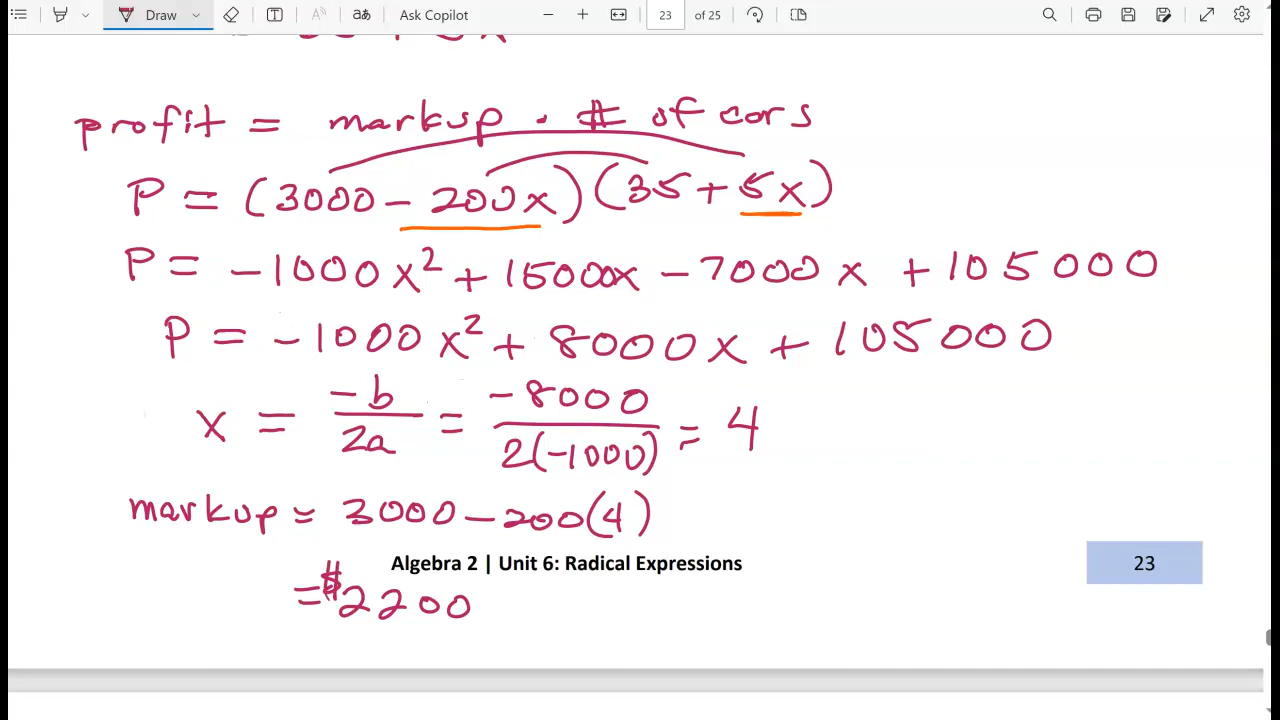 Draw Ask Copilot 23 of 25
profit = markup · # of cars
P = (3000 - 200x)(35 + 5x)
P = -1000x² + 15000x - 7000x + 105000
P = -1000x² + 8000x + 105000
x = -b/2a = -8000/2(-1000) = 4
markup = 3000 - 200(4)
Algebra 2 | Unit 6: Radical Expressions 23
= $2200